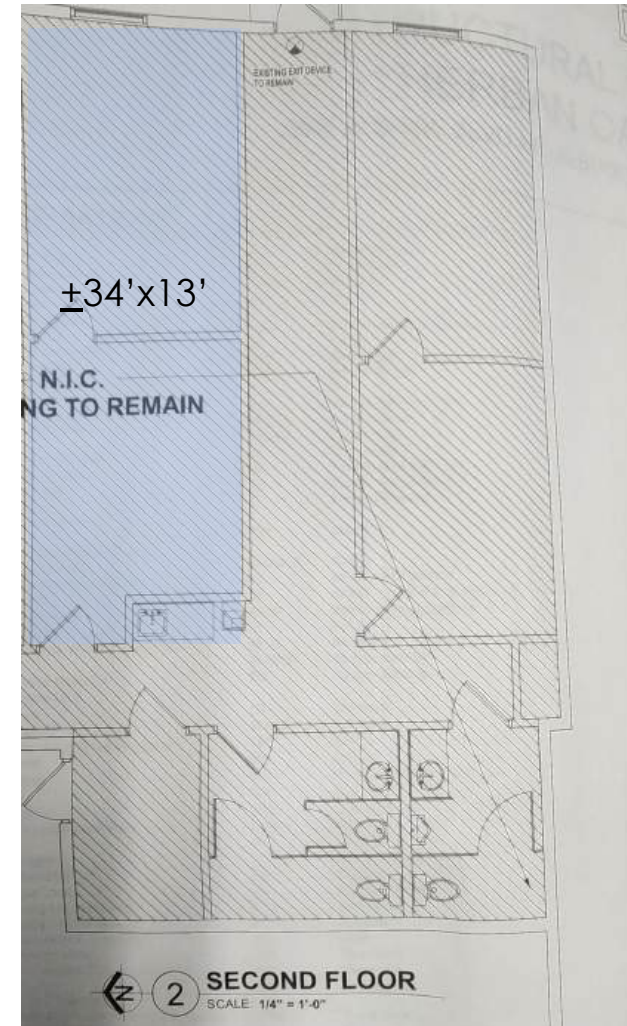 EXISTING EXIT DEVICE
TO REMAIN
±34'x13'
N.I.C.
NG TO REMAIN
N
2
SECOND FLOOR
SCALE: 1/4" = 1'-0"